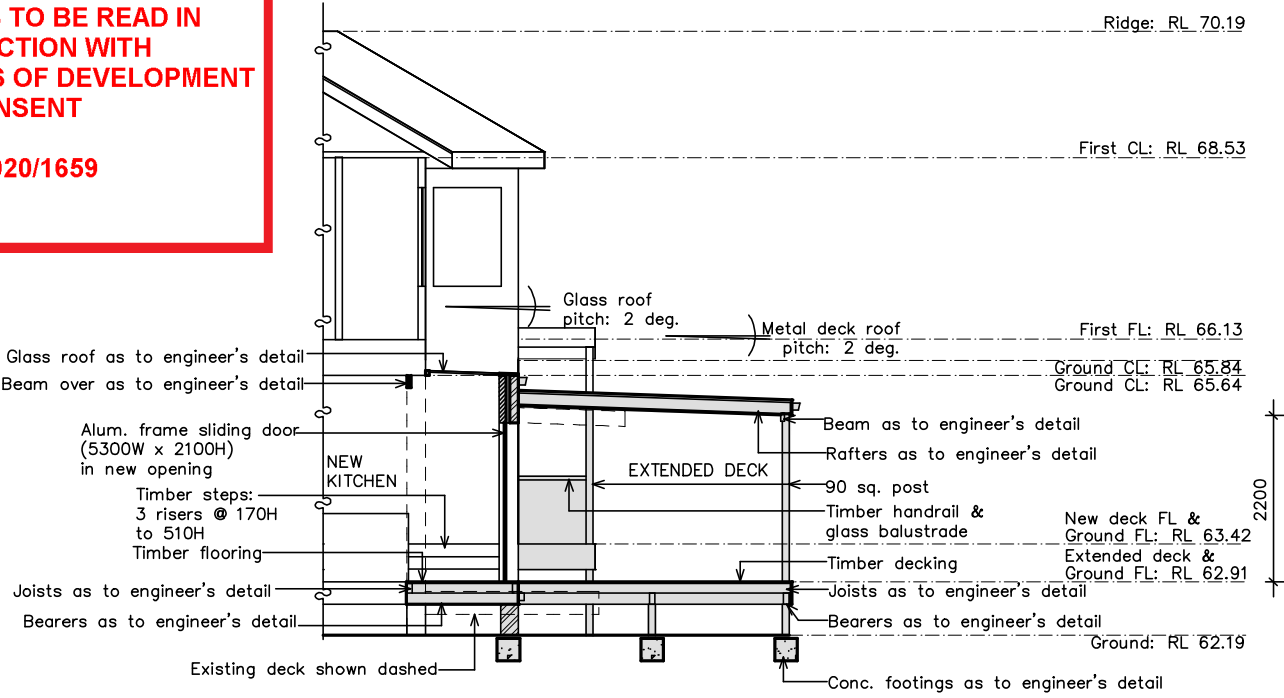 TO BE READ IN
CTION WITH
OF DEVELOPMENT
NSENT
020/1659
Ridge: RL 70.19
First CL: RL 68.53
Glass roof
pitch: 2 deg.
Metal deck roof
pitch: 2 deg.
First FL: RL 66.13
Glass roof as to engineer's detail
Ground CL: RL 65.84
Beam over as to engineer's detail
Ground CL: RL 65.64
Alum. frame sliding door
(5300W x 2100H)
in new opening
Beam as to engineer's detail
Rafters as to engineer's detail
NEW
KITCHEN
EXTENDED DECK
90 sq. post
2200
Timber steps:
3 risers @ 170H
to 510H
Timber handrail &
glass balustrade
New deck FL &
Ground FL: RL 63.42
Timber flooring
Timber decking
Extended deck &
Ground FL: RL 62.91
Joists as to engineer's detail
Joists as to engineer's detail
Bearers as to engineer's detail
Bearers as to engineer's detail
Ground: RL 62.19
Existing deck shown dashed
Conc. footings as to engineer's detail